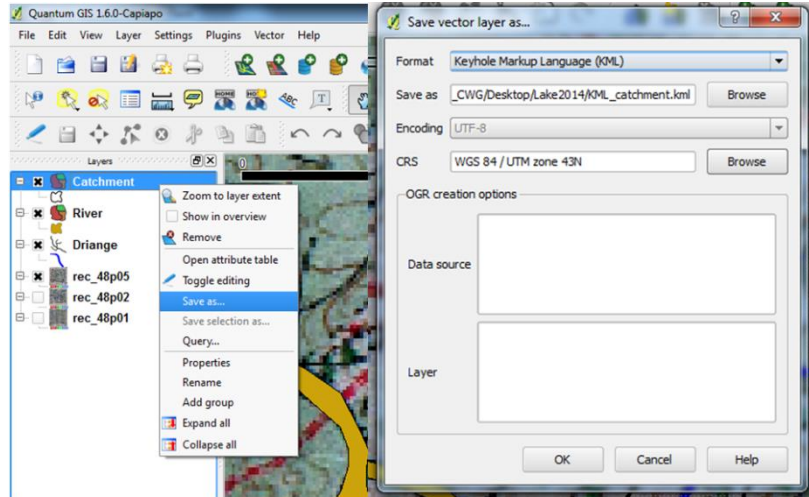 Quantum GIS 1.6.0-Capiapo
File Edit View Layer Settings Plugins Vector Help
Layers
Catchment
River
Driange
rec_48p05
rec_48p02
rec_48p01
0
Zoom to layer extent
Show in overview
Remove
Open attribute table
Toggle editing
Save as...
Save selection as...
Query...
Properties
Rename
Add group
Expand all
Collapse all
Save vector layer as...
Format Keyhole Markup Language (KML)
Save as _CWG/Desktop/Lake2014/KML_catchment.kml Browse
Encoding UTF-8
CRS WGS 84 / UTM zone 43N Browse
OGR creation options
Data source
Layer
OK Cancel Help